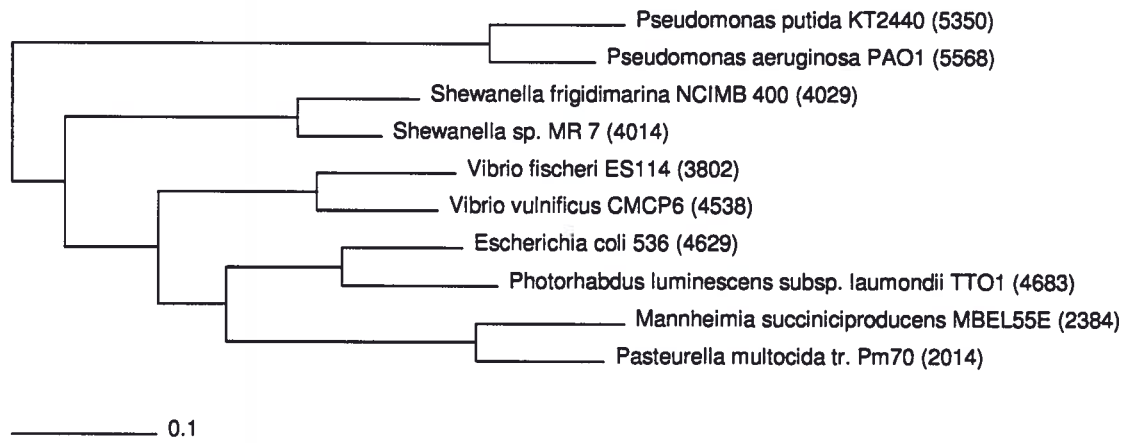 Pseudomonas putida KT2440 (5350)
Pseudomonas aeruginosa PAO1 (5568)
Shewanella frigidimarina NCIMB 400 (4029)
Shewanella sp. MR 7 (4014)
Vibrio fischeri ES114 (3802)
Vibrio vulnificus CMCP6 (4538)
Escherichia coli 536 (4629)
Photorhabdus luminescens subsp. laumondii TTO1 (4683)
Mannheimia succiniciproducens MBEL55E (2384)
Pasteurella multocida tr. Pm70 (2014)
0.1